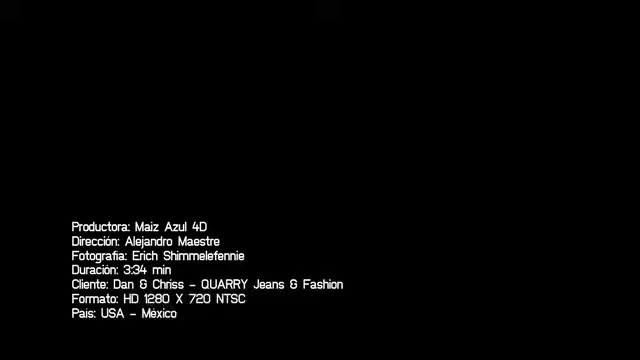 Productora: Maiz Azul 4D
Dirección: Alejandro Maestre
Fotografia: Erich Shimmelefennie
Duración: 3:34 min
Cliente: Dan & Chriss - QUARRY Jeans & Fashion
Formato: HD 1280 X 720 NTSC
Pais: USA - México